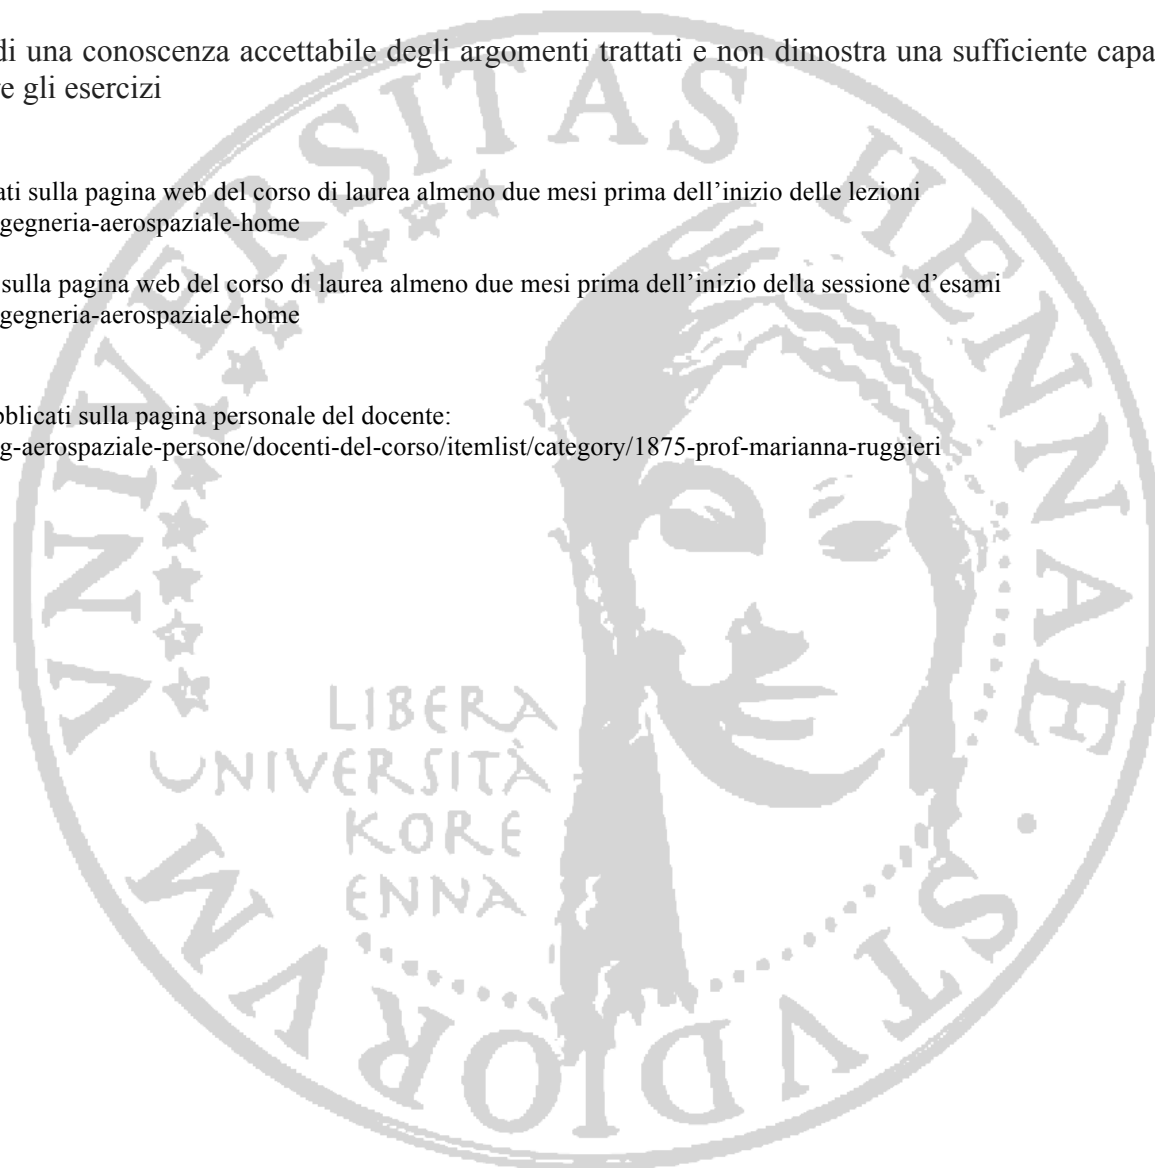 di una conoscenza accettabile degli argomenti trattati e non dimostra una sufficiente capa
e gli esercizi
ati sulla pagina web del corso di laurea almeno due mesi prima dell’inizio delle lezioni
gegneria-aerospaziale-home
sulla pagina web del corso di laurea almeno due mesi prima dell’inizio della sessione d’esami
gegneria-aerospaziale-home
bblicati sulla pagina personale del docente:
g-aerospaziale-persone/docenti-del-corso/itemlist/category/1875-prof-marianna-ruggieri
VNIVERSITAS HENNAE · STVDIORVM
LIBERA
UNIVERSITÀ
KORE
ENNA